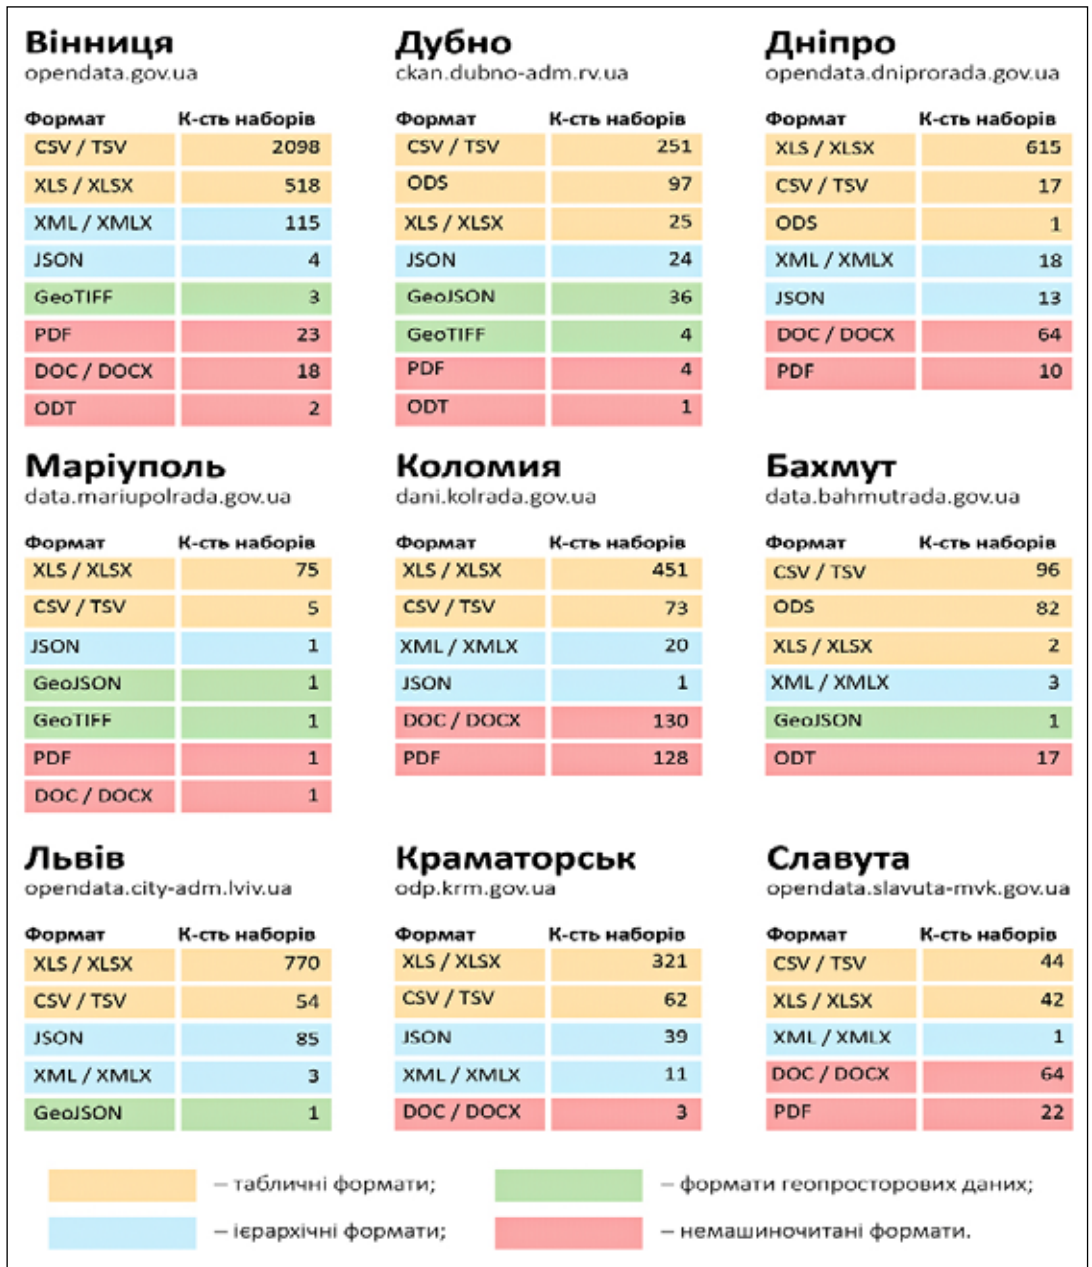 Вінниця
opendata.gov.ua
Формат К-сть наборів
CSV / TSV 2098
XLS / XLSX 518
XML / XMLX 115
JSON 4
GeoTIFF 3
PDF 23
DOC / DOCX 18
ODT 2
Дубно
ckan.dubno-adm.rv.ua
Формат К-сть наборів
CSV / TSV 251
ODS 97
XLS / XLSX 25
JSON 24
GeoJSON 36
GeoTIFF 4
PDF 4
ODT 1
Дніпро
opendata.dniprorada.gov.ua
Формат К-сть наборів
XLS / XLSX 615
CSV / TSV 17
ODS 1
XML / XMLX 18
JSON 13
DOC / DOCX 64
PDF 10
Маріуполь
data.mariupolrada.gov.ua
Формат К-сть наборів
XLS / XLSX 75
CSV / TSV 5
JSON 1
GeoJSON 1
GeoTIFF 1
PDF 1
DOC / DOCX 1
Коломия
dani.kolrada.gov.ua
Формат К-сть наборів
XLS / XLSX 451
CSV / TSV 73
XML / XMLX 20
JSON 1
DOC / DOCX 130
PDF 128
Бахмут
data.bahmutrada.gov.ua
Формат К-сть наборів
CSV / TSV 96
ODS 82
XLS / XLSX 2
XML / XMLX 3
GeoJSON 1
ODT 17
Львів
opendata.city-adm.lviv.ua
Формат К-сть наборів
XLS / XLSX 770
CSV / TSV 54
JSON 85
XML / XMLX 3
GeoJSON 1
Краматорськ
odp.krm.gov.ua
Формат К-сть наборів
XLS / XLSX 321
CSV / TSV 62
JSON 39
XML / XMLX 11
DOC / DOCX 3
Славута
opendata.slavuta-mvk.gov.ua
Формат К-сть наборів
CSV / TSV 44
XLS / XLSX 42
XML / XMLX 1
DOC / DOCX 64
PDF 22
– табличні формати;
– формати геопросторових даних;
– ієрархічні формати;
– немашиночитані формати.